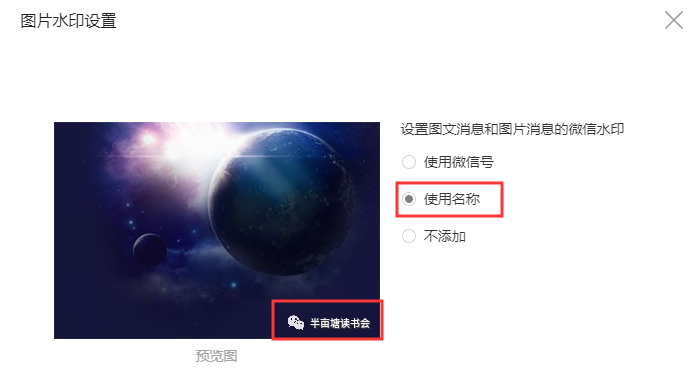 图片水印设置
设置图文消息和图片消息的微信水印
使用微信号
使用名称
不添加
半亩塘读书会
预览图